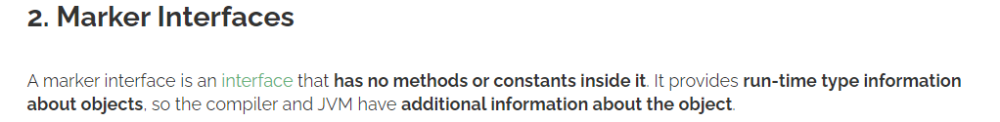 2. Marker Interfaces
A marker interface is an interface that has no methods or constants inside it. It provides run-time type information
about objects, so the compiler and JVM have additional information about the object.